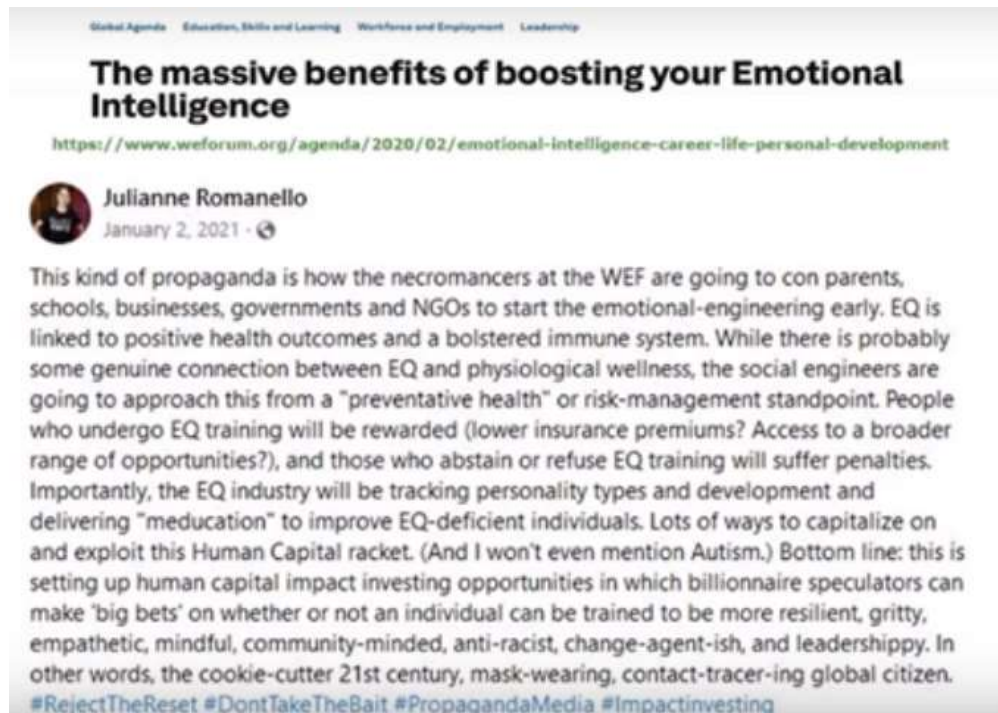 Global Agenda Education, Skills and Learning Workforce and Employment Leadership
The massive benefits of boosting your Emotional
Intelligence
https://www.weforum.org/agenda/2020/02/emotional-intelligence-career-life-personal-development
Julianne Romanello
January 2, 2021 ·
This kind of propaganda is how the necromancers at the WEF are going to con parents,
schools, businesses, governments and NGOs to start the emotional-engineering early. EQ is
linked to positive health outcomes and a bolstered immune system. While there is probably
some genuine connection between EQ and physiological wellness, the social engineers are
going to approach this from a "preventative health" or risk-management standpoint. People
who undergo EQ training will be rewarded (lower insurance premiums? Access to a broader
range of opportunities?), and those who abstain or refuse EQ training will suffer penalties.
Importantly, the EQ industry will be tracking personality types and development and
delivering "meducation" to improve EQ-deficient individuals. Lots of ways to capitalize on
and exploit this Human Capital racket. (And I won't even mention Autism.) Bottom line: this is
setting up human capital impact investing opportunities in which billionnaire speculators can
make 'big bets' on whether or not an individual can be trained to be more resilient, gritty,
empathetic, mindful, community-minded, anti-racist, change-agent-ish, and leadershippy. In
other words, the cookie-cutter 21st century, mask-wearing, contact-tracer-ing global citizen.
#RejectTheReset #DontTakeTheBait #PropagandaMedia #Impactinvesting